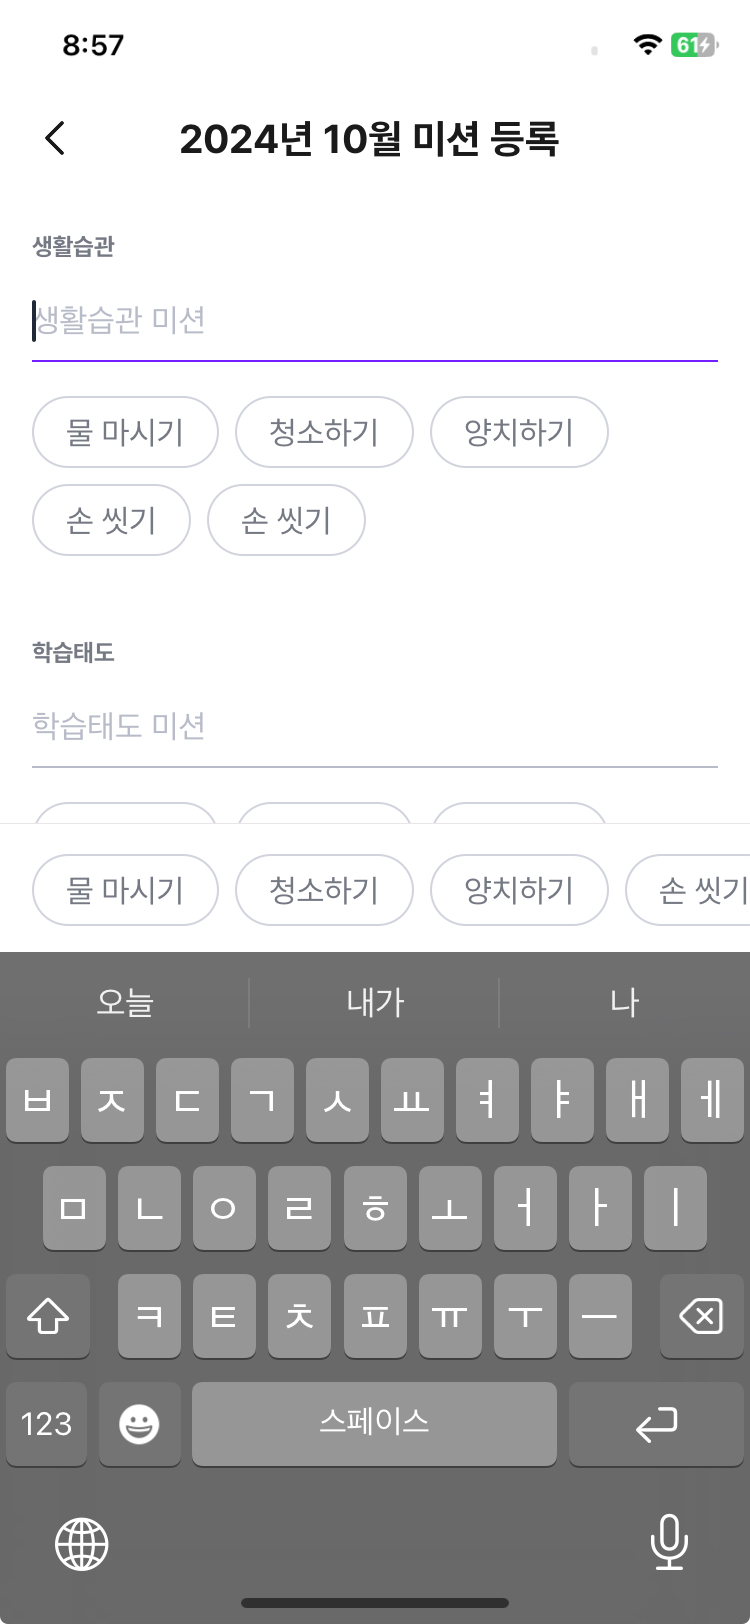 8:57
61
2024년 10월 미션 등록
생활습관
생활습관 미션
물 마시기 청소하기 양치하기
손 씻기 손 씻기
학습태도
학습태도 미션
물 마시기 청소하기 양치하기 손 씻기
오늘 내가 나
ㅂ ㅈ ㄷ ㄱ ㅅ ㅛ ㅕ ㅑ ㅐ ㅔ
ㅁ ㄴ ㅇ ㄹ ㅎ ㅗ ㅓ ㅏ ㅣ
ㅋ ㅌ ㅊ ㅍ ㅠ ㅜ ㅡ
123 스페이스